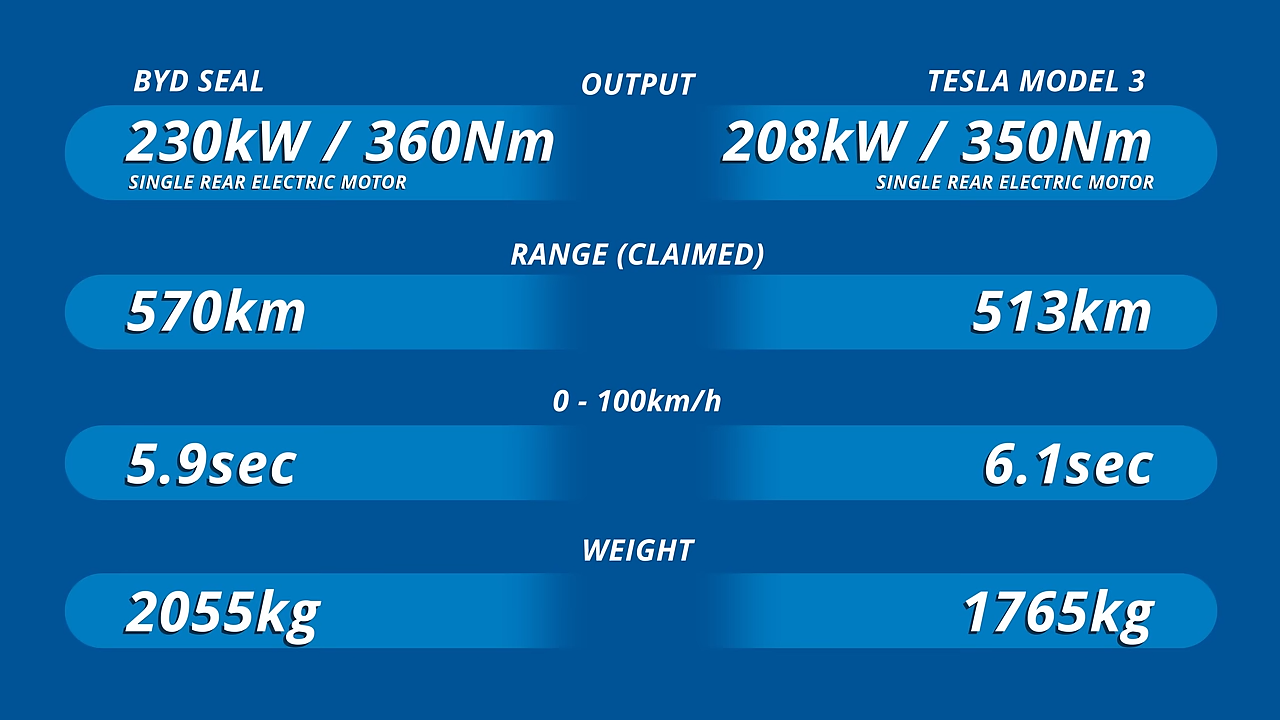 BYD SEAL OUTPUT TESLA MODEL 3
230kW / 360Nm 208kW / 350Nm
SINGLE REAR ELECTRIC MOTOR SINGLE REAR ELECTRIC MOTOR
RANGE (CLAIMED)
570km 513km
0 - 100km/h
5.9sec 6.1sec
WEIGHT
2055kg 1765kg